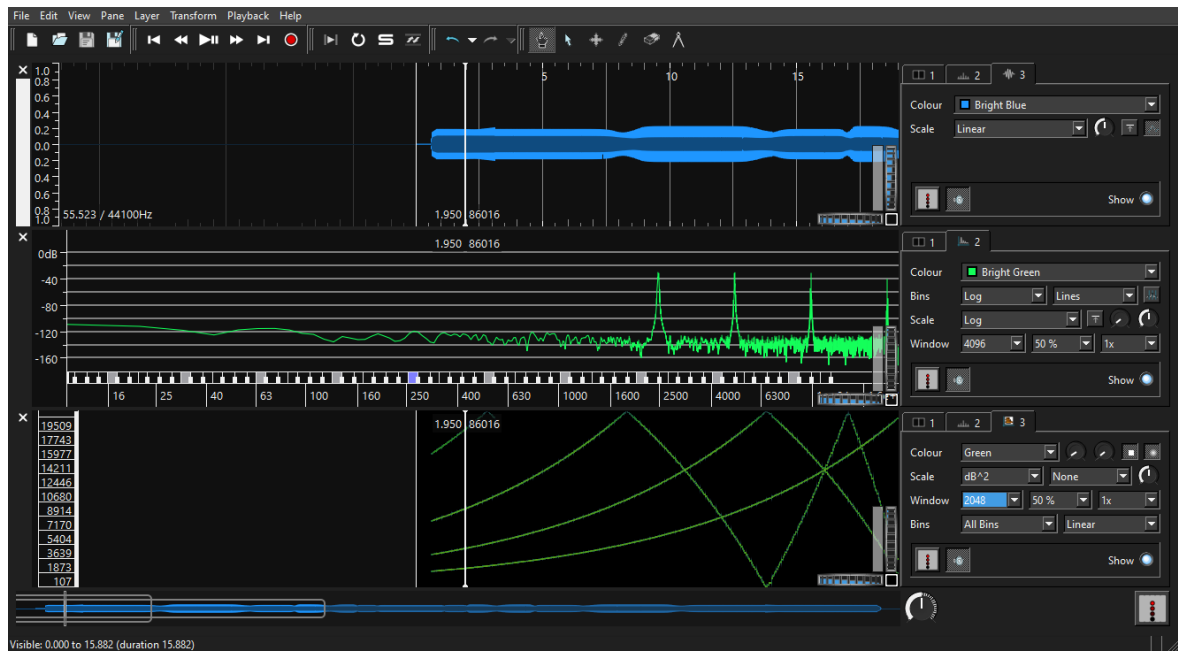 File Edit View Pane Layer Transform Playback Help
1.0
0.8
0.6
0.4
0.2
0.0
0.2
0.4
0.6
0.8
1.0
5 10 15
55.523 / 44100Hz
1.950 86016
1 2 3
Colour Bright Blue
Scale Linear
Show
1.950 86016
0dB
-40
-80
-120
-160
16 25 40 63 100 160 250 400 630 1000 1600 2500 4000 6300
1 2
Colour Bright Green
Bins Log Lines
Scale Log
Window 4096 50 % 1x
Show
19509
17743
15977
14211
12446
10680
8914
7170
5404
3639
1873
107
1.950 86016
1 2 3
Colour Green
Scale dB^2 None
Window 2048 50 % 1x
Bins All Bins Linear
Show
Visible: 0.000 to 15.882 (duration 15.882)